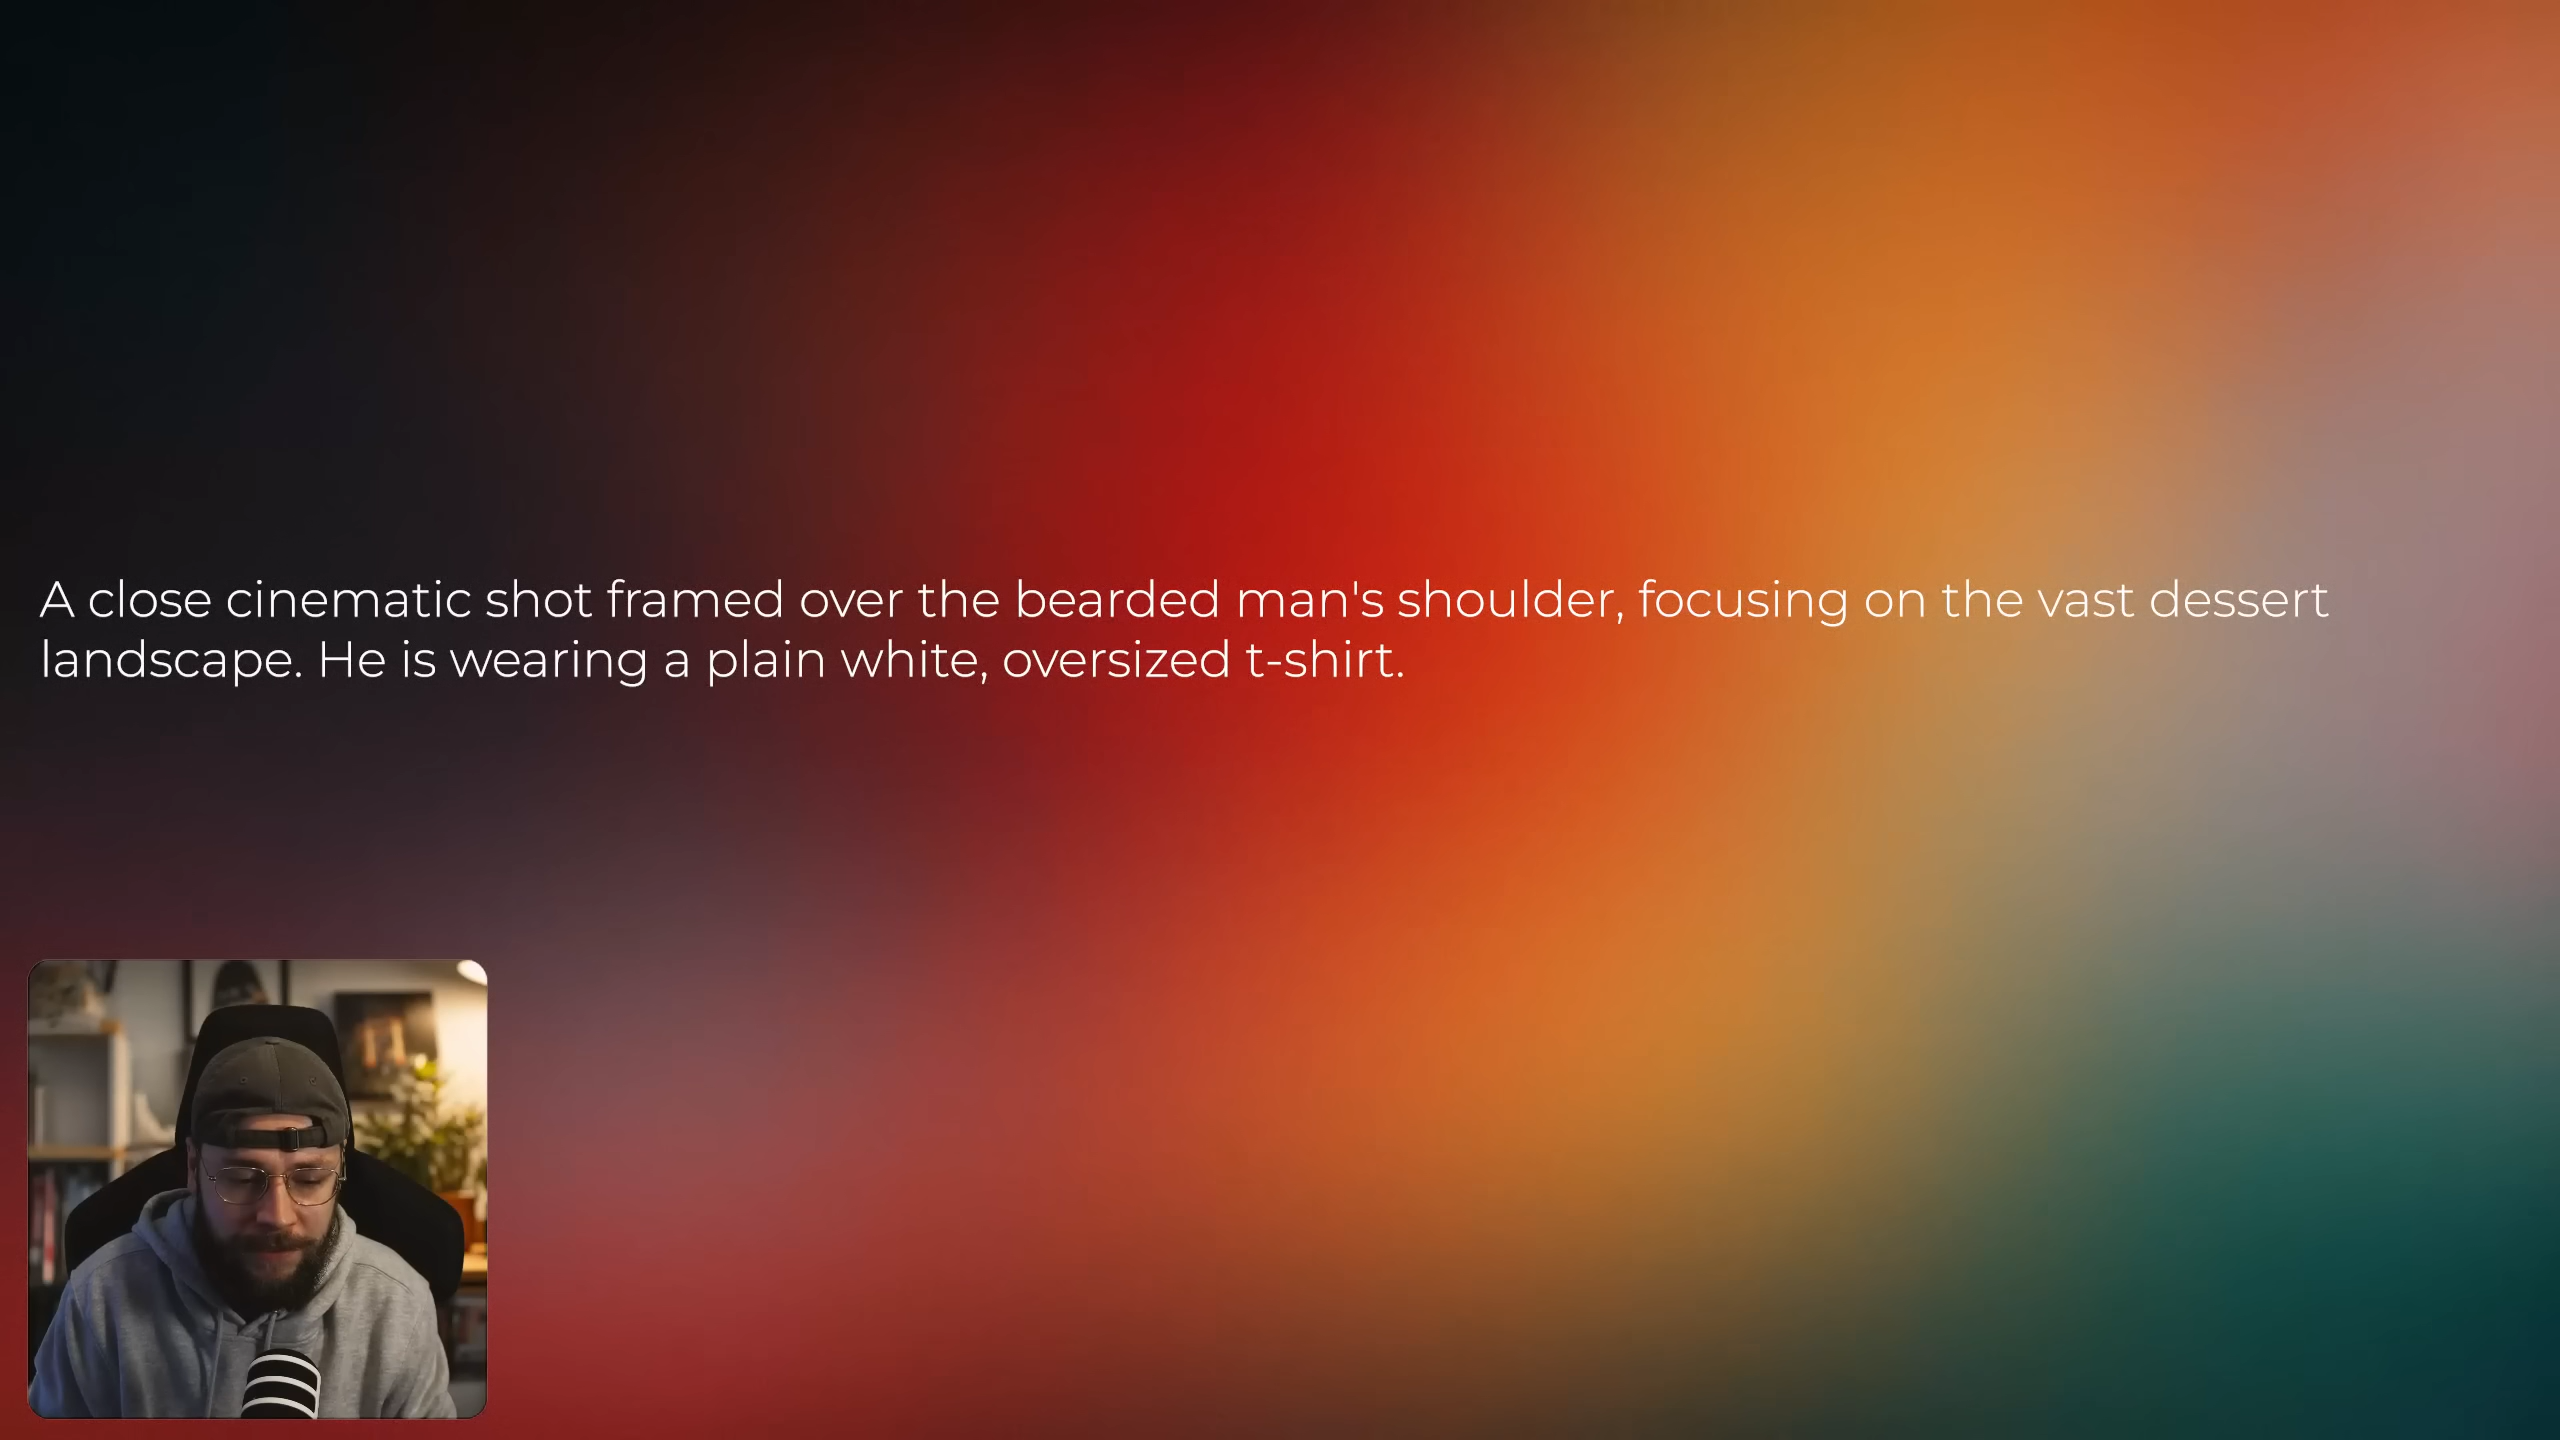 A close cinematic shot framed over the bearded man's shoulder, focusing on the vast dessert
landscape. He is wearing a plain white, oversized t-shirt.